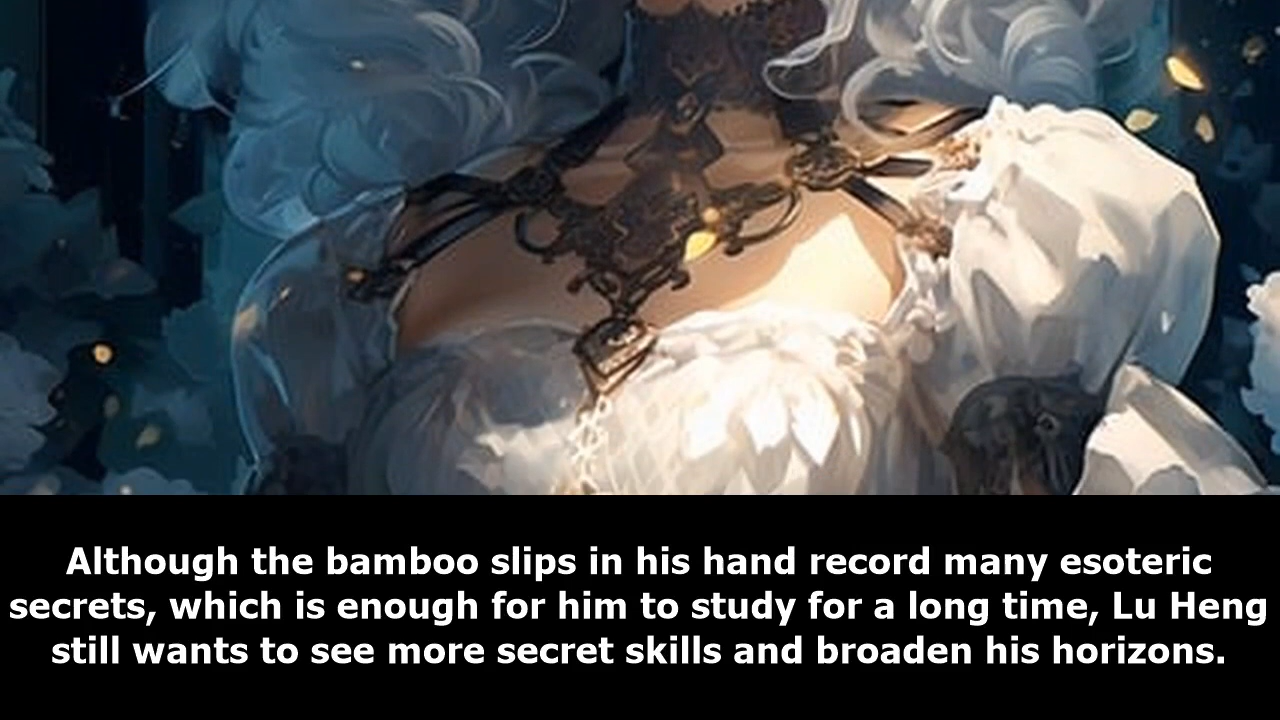 Although the bamboo slips in his hand record many esoteric
secrets, which is enough for him to study for a long time, Lu Heng
still wants to see more secret skills and broaden his horizons.